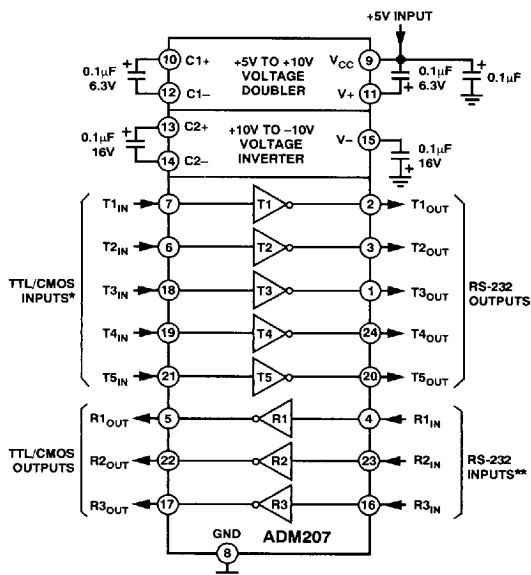 +5V INPUT
0.1µF
6.3V
+
10
C1+
12
C1–
+5V TO +10V
VOLTAGE
DOUBLER
VCC
9
V+
11
+
0.1µF
6.3V
0.1µF
+
0.1µF
16V
+
13
C2+
14
C2–
+10V TO –10V
VOLTAGE
INVERTER
V–
15
0.1µF
16V
+
TTL/CMOS
INPUTS*
T1IN 7 T1 2 T1OUT
T2IN 6 T2 3 T2OUT
T3IN 18 T3 1 T3OUT
T4IN 19 T4 24 T4OUT
T5IN 21 T5 20 T5OUT
RS-232
OUTPUTS
TTL/CMOS
OUTPUTS
R1OUT 5 R1 4 R1IN
R2OUT 22 R2 23 R2IN
R3OUT 17 R3 16 R3IN
RS-232
INPUTS**
GND
8
ADM207